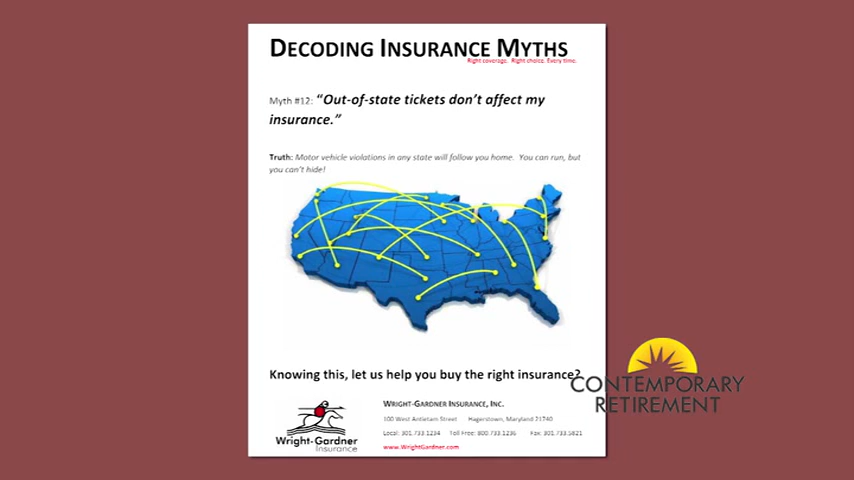 DECODING INSURANCE MYTHS
Right coverage. Right choice. Every time.
Myth #12: “Out-of-state tickets don’t affect my
insurance.”
Truth: Motor vehicle violations in any state will follow you home. You can run, but
you can’t hide!
Knowing this, let us help you buy the right insurance?
CONTEMPORARY
RETIREMENT
Wright-Gardner
Insurance
WRIGHT-GARDNER INSURANCE, INC.
100 West Antietam Street Hagerstown, Maryland 21740
Local: 301.733.1234 Toll Free: 800.733.1236 Fax: 301.733.5821
www.WrightGardner.com